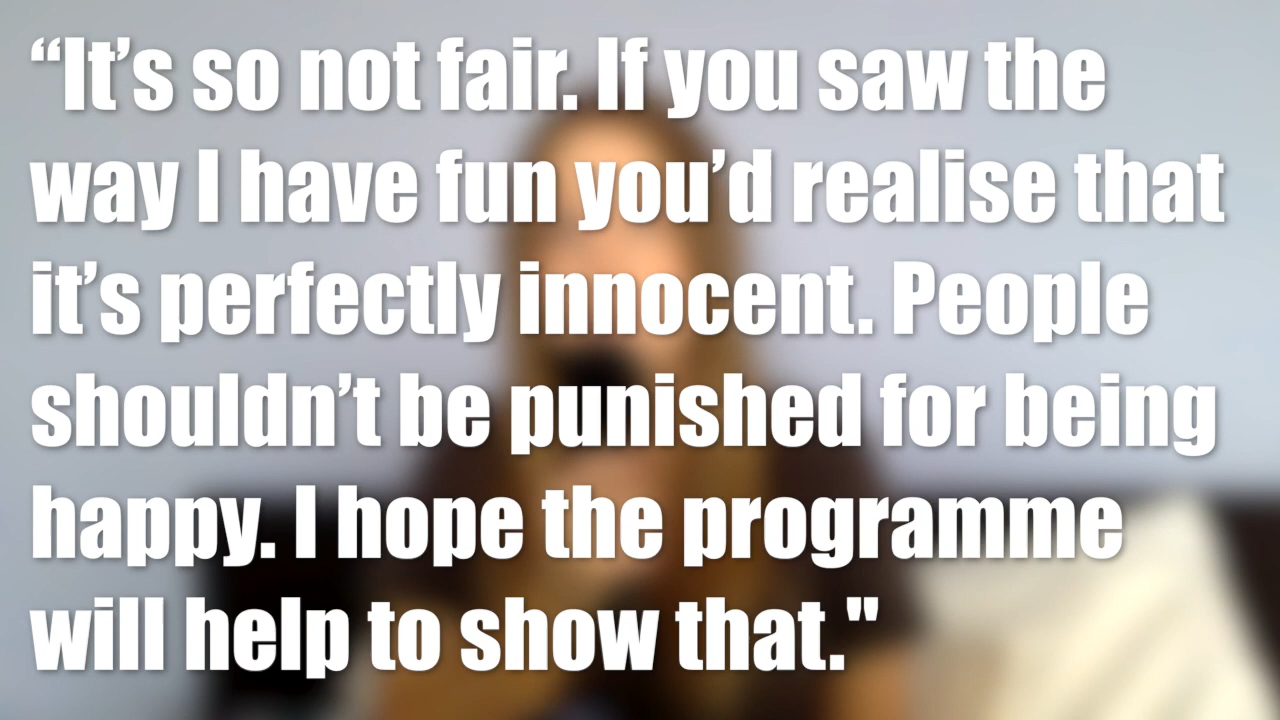 “It’s so not fair. If you saw the
way I have fun you’d realise that
it’s perfectly innocent. People
shouldn’t be punished for being
happy. I hope the programme
will help to show that."